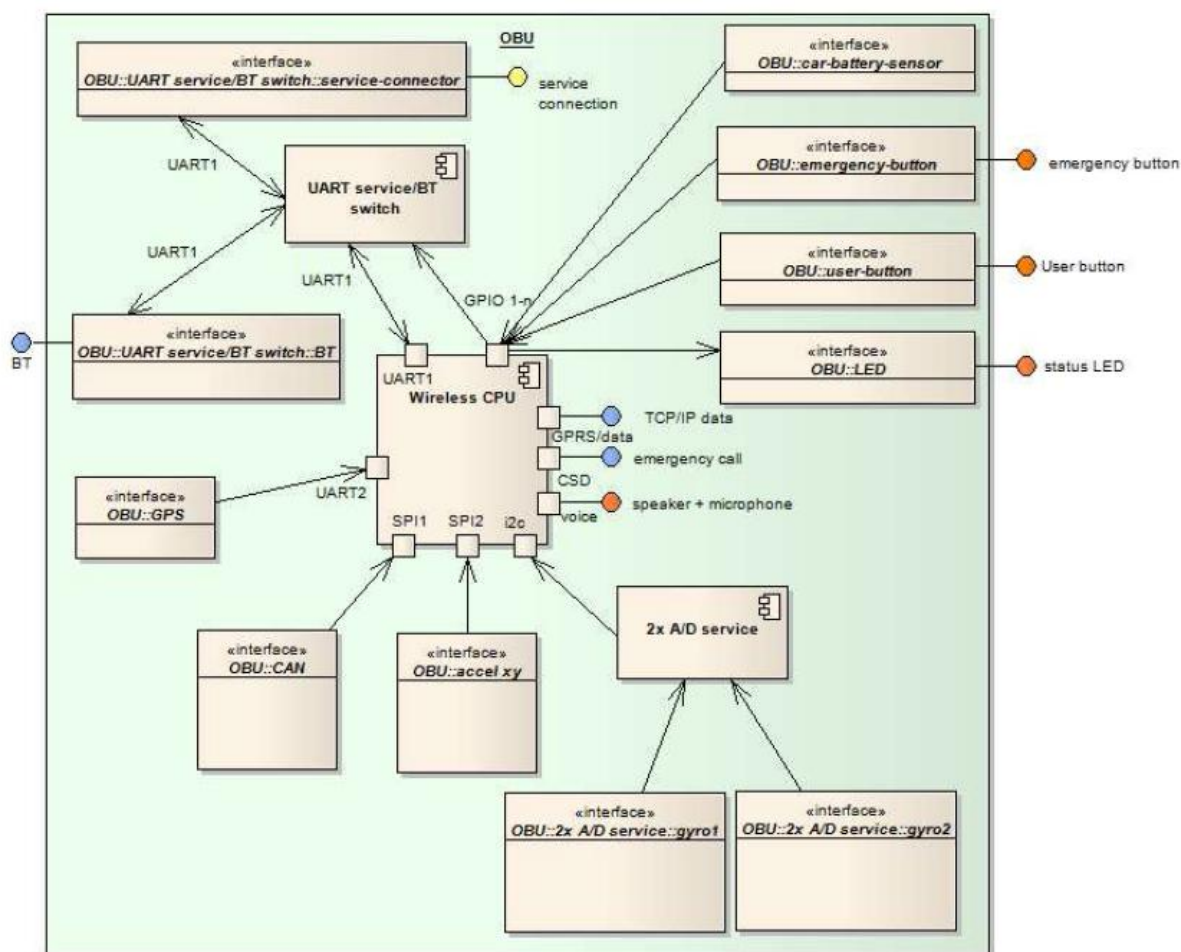 OBU
«interface»
OBU::UART service/BT switch::service-connector
service
connection
«interface»
OBU::car-battery-sensor
UART1
UART service/BT
switch
«interface»
OBU::emergency-button
emergency button
UART1
UART1
GPIO 1-n
«interface»
OBU::user-button
User button
«interface»
OBU::UART service/BT switch::BT
BT
«interface»
OBU::LED
status LED
UART1
Wireless CPU
TCP/IP data
GPRS/data
emergency call
CSD
speaker + microphone
voice
UART2
«interface»
OBU::GPS
SPI1
SPI2
i2c
«interface»
OBU::CAN
«interface»
OBU::accel xy
2x A/D service
«interface»
OBU::2x A/D service::gyro1
«interface»
OBU::2x A/D service::gyro2